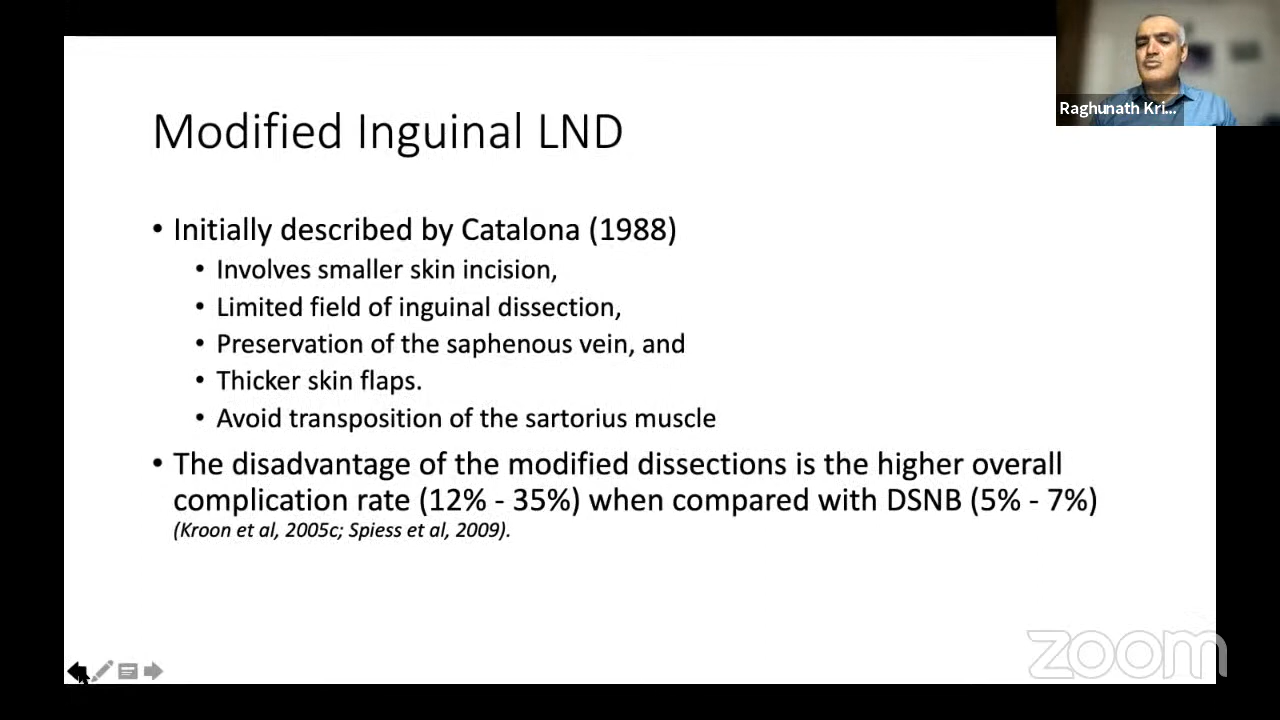 Raghunath Kri...
Modified Inguinal LND
• Initially described by Catalona (1988)
• Involves smaller skin incision,
• Limited field of inguinal dissection,
• Preservation of the saphenous vein, and
• Thicker skin flaps.
• Avoid transposition of the sartorius muscle
• The disadvantage of the modified dissections is the higher overall
complication rate (12% - 35%) when compared with DSNB (5% - 7%)
(Kroon et al, 2005c; Spiess et al, 2009).
zoom